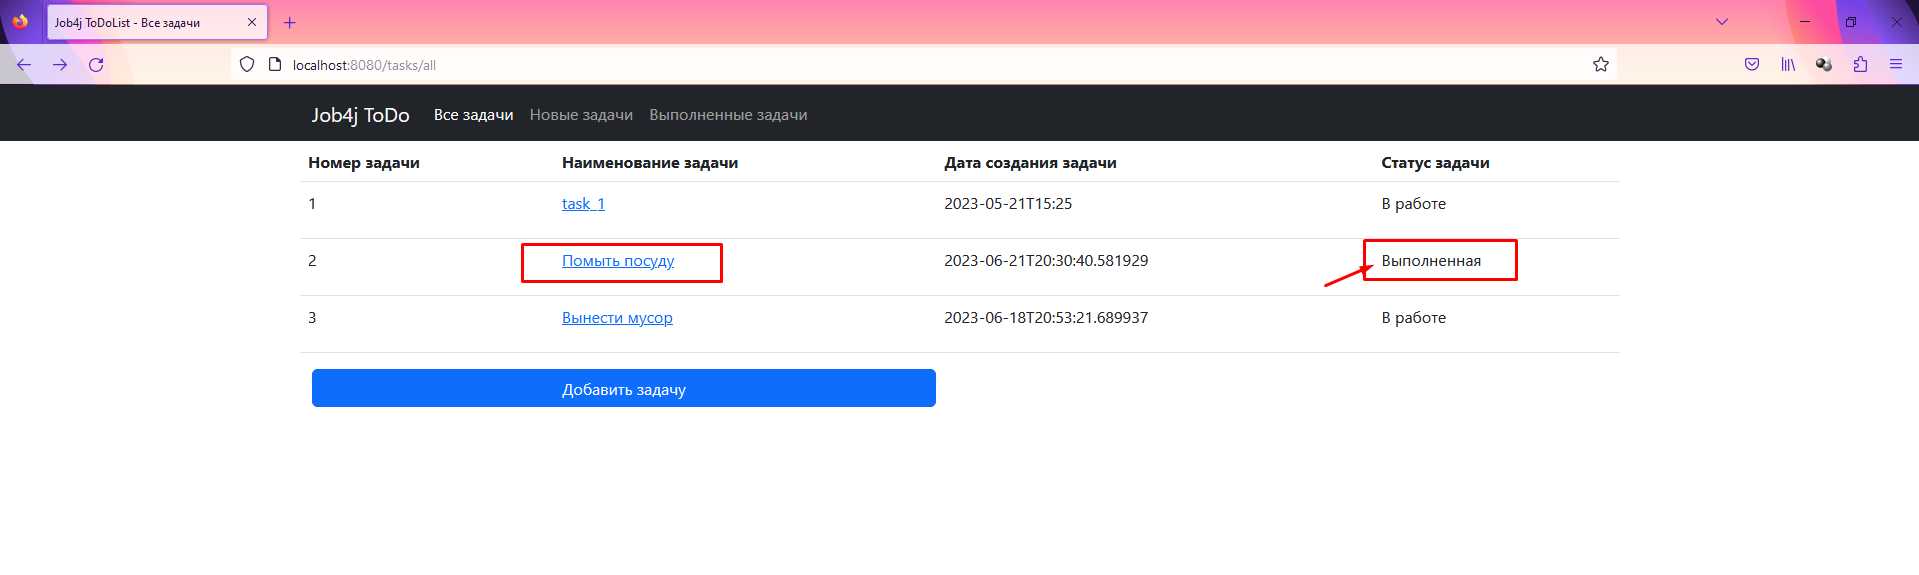 Job4j ToDoList - Все задачи
localhost:8080/tasks/all
Job4j ToDo Все задачи Новые задачи Выполненные задачи
Номер задачи Наименование задачи Дата создания задачи Статус задачи
1 task_1 2023-05-21T15:25 В работе
2 Помыть посуду 2023-06-21T20:30:40.581929 Выполненная
3 Вынести мусор 2023-06-18T20:53:21.689937 В работе
Добавить задачу